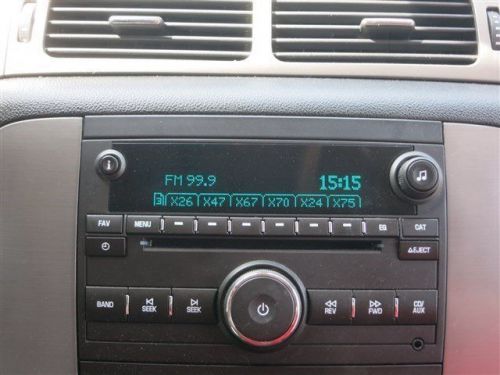 FM 99.9 15:15
X26 X47 X67 X70 X24 X75
FAV MENU EQ CAT
EJECT
BAND SEEK SEEK REV FWD CD/
AUX